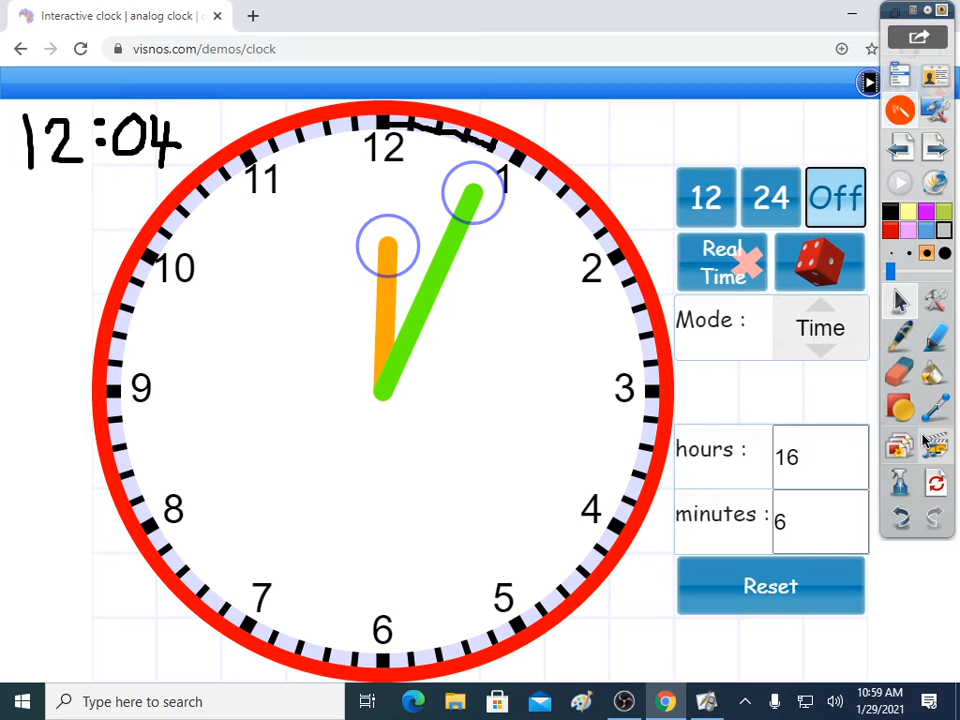 Interactive clock | analog clock |
visnos.com/demos/clock
12:04
12
1
2
3
4
5
6
7
8
9
10
11
12 24 Off
Real
Time
Mode :
Time
hours :
16
minutes :
6
Reset
Type here to search
10:59 AM
1/29/2021